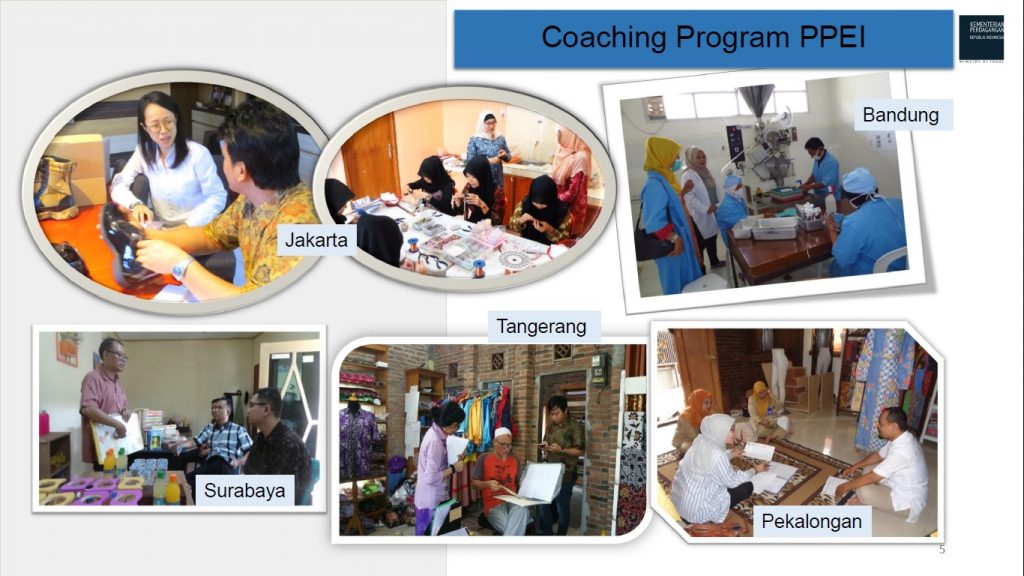 Coaching Program PPEI
KEMENTERIAN
PERDAGANGAN
REPUBLIK INDONESIA
MINISTRY OF TRADE
Bandung
Jakarta
Tangerang
Surabaya
Pekalongan
5